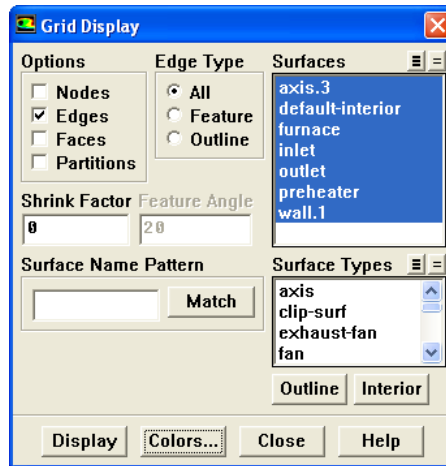 Grid Display
Options
Nodes
Edges
Faces
Partitions
Edge Type
All
Feature
Outline
Surfaces
axis.3
default-interior
furnace
inlet
outlet
preheater
wall.1
Shrink Factor Feature Angle
0 20
Surface Name Pattern
Match
Surface Types
axis
clip-surf
exhaust-fan
fan
Outline Interior
Display Colors... Close Help